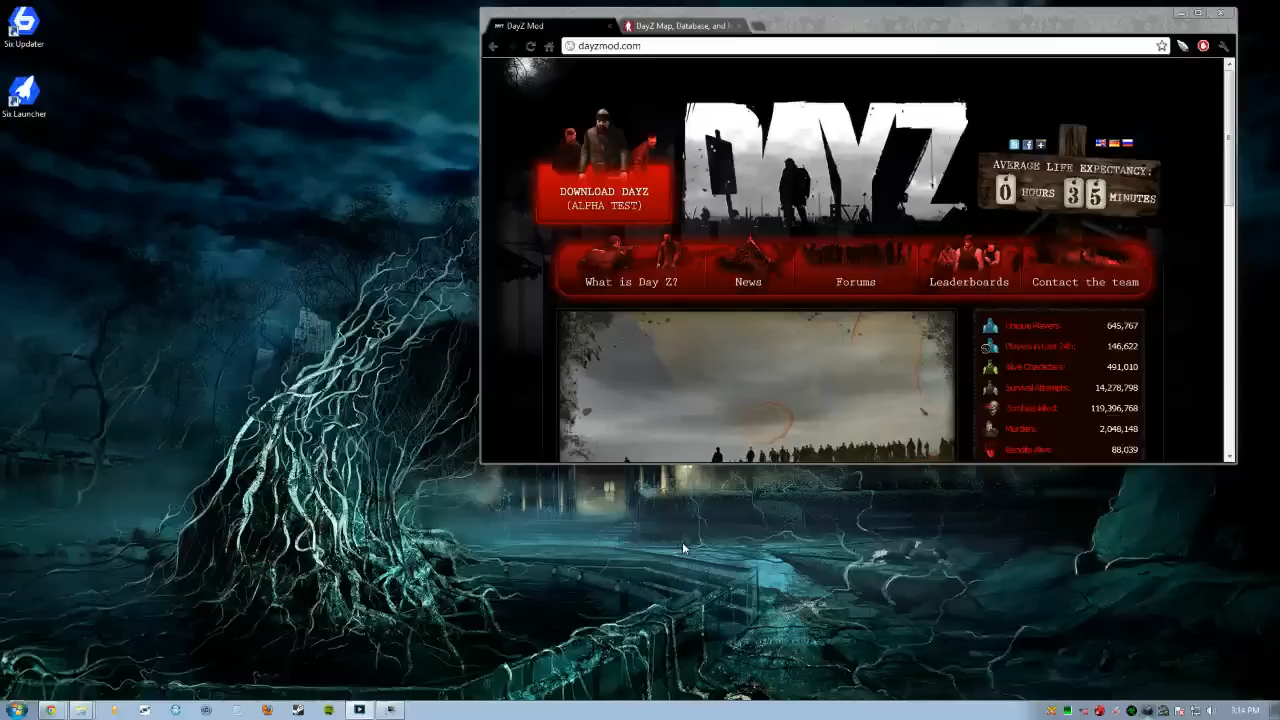 Six Updater
Six Launcher
DayZ Mod
DayZ Map, Database, and
dayzmod.com
DOWNLOAD DAYZ
(ALPHA TEST)
DAYZ
AVERAGE LIFE EXPECTANCY:
0 HOURS 35 MINUTES
What is Day Z?
News
Forums
Leaderboards
Contact the team
Unique Players: 645,767
Players in Last 24h: 146,622
Alive Characters: 491,010
Survival Attempts: 14,278,798
Zombies Killed: 119,396,768
Murders: 2,048,148
Bandits Alive: 88,039
3:14 PM